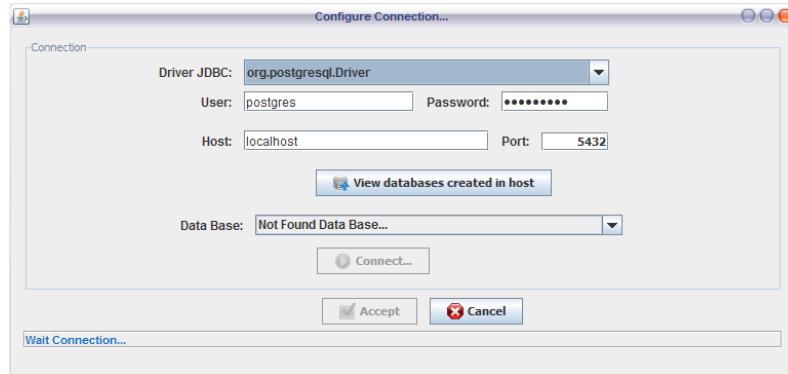 Configure Connection...
Connection
Driver JDBC: org.postgresql.Driver
User: postgres Password: •••••••••
Host: localhost Port: 5432
View databases created in host
Data Base: Not Found Data Base...
Connect...
Accept Cancel
Wait Connection...